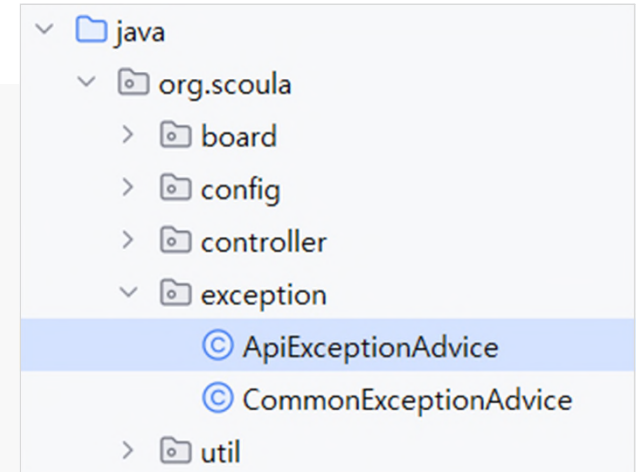 java
org.scoula
board
config
controller
exception
ApiExceptionAdvice
CommonExceptionAdvice
util